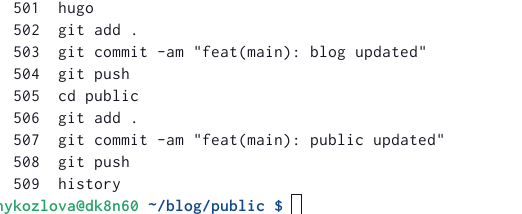 501 hugo
502 git add .
503 git commit -am "feat(main): blog updated"
504 git push
505 cd public
506 git add .
507 git commit -am "feat(main): public updated"
508 git push
509 history
nykozlova@dk8n60 ~/blog/public $